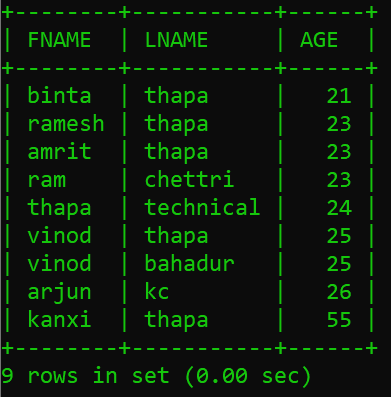 +--------+-----------+------+
| FNAME  | LNAME     | AGE  |
+--------+-----------+------+
| binta  | thapa     |   21 |
| ramesh | thapa     |   23 |
| amrit  | thapa     |   23 |
| ram    | chettri   |   23 |
| thapa  | technical |   24 |
| vinod  | thapa     |   25 |
| vinod  | bahadur   |   25 |
| arjun  | kc        |   26 |
| kanxi  | thapa     |   55 |
+--------+-----------+------+
9 rows in set (0.00 sec)